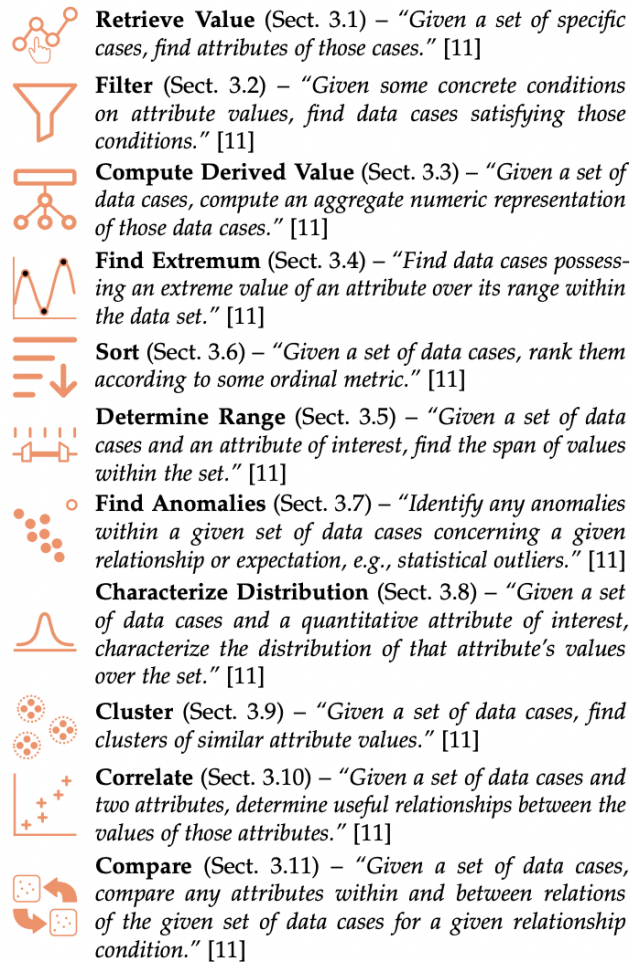 Retrieve Value (Sect. 3.1) – “Given a set of specific
cases, find attributes of those cases.” [11]
Filter (Sect. 3.2) – “Given some concrete conditions
on attribute values, find data cases satisfying those
conditions.” [11]
Compute Derived Value (Sect. 3.3) – “Given a set of
data cases, compute an aggregate numeric representation
of those data cases.” [11]
Find Extremum (Sect. 3.4) – “Find data cases possess-
ing an extreme value of an attribute over its range within
the data set.” [11]
Sort (Sect. 3.6) – “Given a set of data cases, rank them
according to some ordinal metric.” [11]
Determine Range (Sect. 3.5) – “Given a set of data
cases and an attribute of interest, find the span of values
within the set.” [11]
Find Anomalies (Sect. 3.7) – “Identify any anomalies
within a given set of data cases concerning a given
relationship or expectation, e.g., statistical outliers.” [11]
Characterize Distribution (Sect. 3.8) – “Given a set
of data cases and a quantitative attribute of interest,
characterize the distribution of that attribute’s values
over the set.” [11]
Cluster (Sect. 3.9) – “Given a set of data cases, find
clusters of similar attribute values.” [11]
Correlate (Sect. 3.10) – “Given a set of data cases and
two attributes, determine useful relationships between the
values of those attributes.” [11]
Compare (Sect. 3.11) – “Given a set of data cases,
compare any attributes within and between relations
of the given set of data cases for a given relationship
condition.” [11]